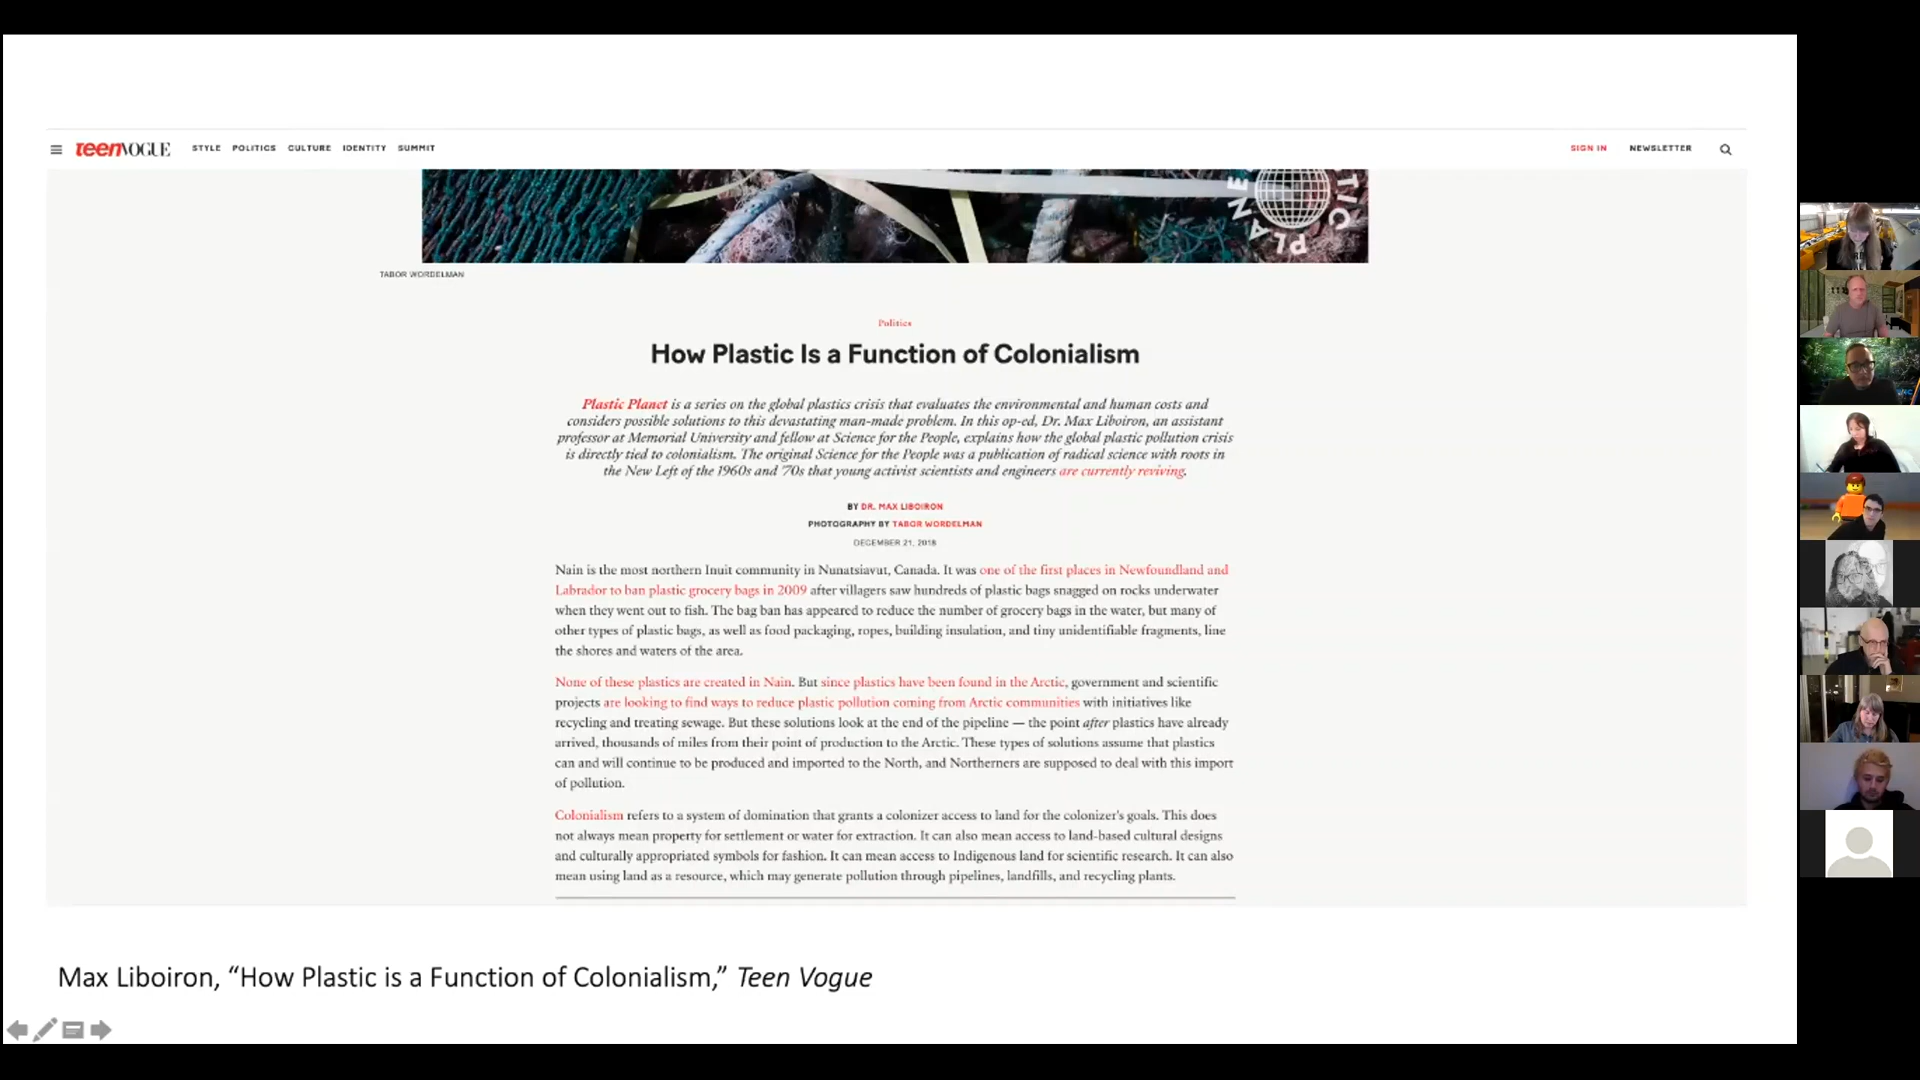 teenVOGUE STYLE POLITICS CULTURE IDENTITY SUMMIT SIGN IN NEWSLETTER
PLANE
TIC
TABOR WORDELMAN
Politics
How Plastic Is a Function of Colonialism
Plastic Planet is a series on the global plastics crisis that evaluates the environmental and human costs and
considers possible solutions to this devastating man-made problem. In this op-ed, Dr. Max Liboiron, an assistant
professor at Memorial University and fellow at Science for the People, explains how the global plastic pollution crisis
is directly tied to colonialism. The original Science for the People was a publication of radical science with roots in
the New Left of the 1960s and '70s that young activist scientists and engineers are currently reviving.
BY DR. MAX LIBOIRON
PHOTOGRAPHY BY TABOR WORDELMAN
DECEMBER 21, 2018
Nain is the most northern Inuit community in Nunatsiavut, Canada. It was one of the first places in Newfoundland and
Labrador to ban plastic grocery bags in 2009 after villagers saw hundreds of plastic bags snagged on rocks underwater
when they went out to fish. The bag ban has appeared to reduce the number of grocery bags in the water, but many of
other types of plastic bags, as well as food packaging, ropes, building insulation, and tiny unidentifiable fragments, line
the shores and waters of the area.
None of these plastics are created in Nain. But since plastics have been found in the Arctic, government and scientific
projects are looking to find ways to reduce plastic pollution coming from Arctic communities with initiatives like
recycling and treating sewage. But these solutions look at the end of the pipeline — the point after plastics have already
arrived, thousands of miles from their point of production to the Arctic. These types of solutions assume that plastics
can and will continue to be produced and imported to the North, and Northerners are supposed to deal with this import
of pollution.
Colonialism refers to a system of domination that grants a colonizer access to land for the colonizer's goals. This does
not always mean property for settlement or water for extraction. It can also mean access to land-based cultural designs
and culturally appropriated symbols for fashion. It can mean access to Indigenous land for scientific research. It can also
mean using land as a resource, which may generate pollution through pipelines, landfills, and recycling plants.
Max Liboiron, “How Plastic is a Function of Colonialism,” Teen Vogue